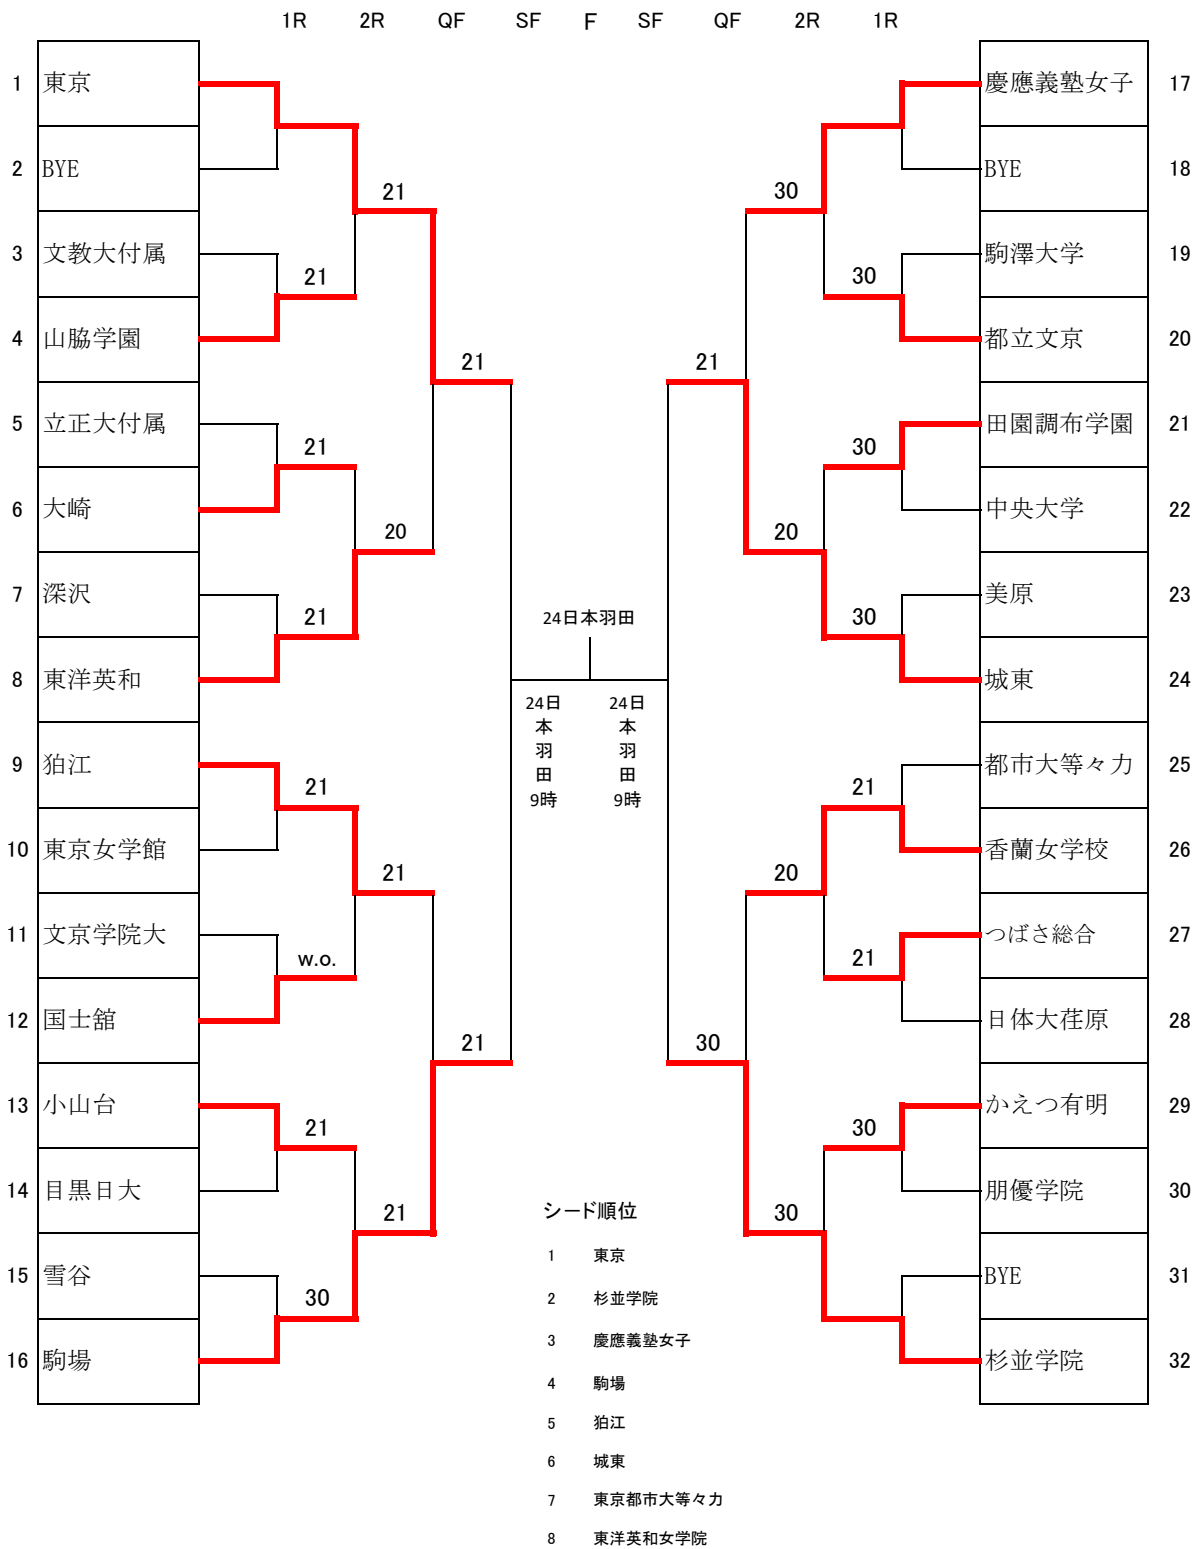 1R 2R QF SF F SF QF 2R 1R
1 東京
2 BYE
3 文教大付属
4 山脇学園
5 立正大付属
6 大崎
7 深沢
8 東洋英和
9 狛江
10 東京女学館
11 文京学院大
12 国士舘
13 小山台
14 目黒日大
15 雪谷
16 駒場
21
21
21
21
w.o.
21
30
21
20
21
21
21
21
24日本羽田
24日
本
羽
田
9時
24日
本
羽
田
9時
21
30
30
20
20
30
30
30
30
21
21
30
慶應義塾女子 17
BYE 18
駒澤大学 19
都立文京 20
田園調布学園 21
中央大学 22
美原 23
城東 24
都市大等々力 25
香蘭女学校 26
つばさ総合 27
日体大荏原 28
かえつ有明 29
朋優学院 30
BYE 31
杉並学院 32
シード順位
1 東京
2 杉並学院
3 慶應義塾女子
4 駒場
5 狛江
6 城東
7 東京都市大等々力
8 東洋英和女学院